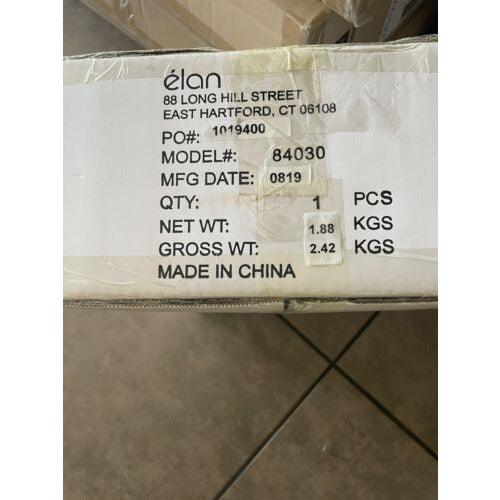 élan
88 LONG HILL STREET
EAST HARTFORD, CT 06108
PO#: 1019400
MODEL#: 84030
MFG DATE: 0819
QTY: 1 PCS
NET WT: 1.88 KGS
GROSS WT: 2.42 KGS
MADE IN CHINA